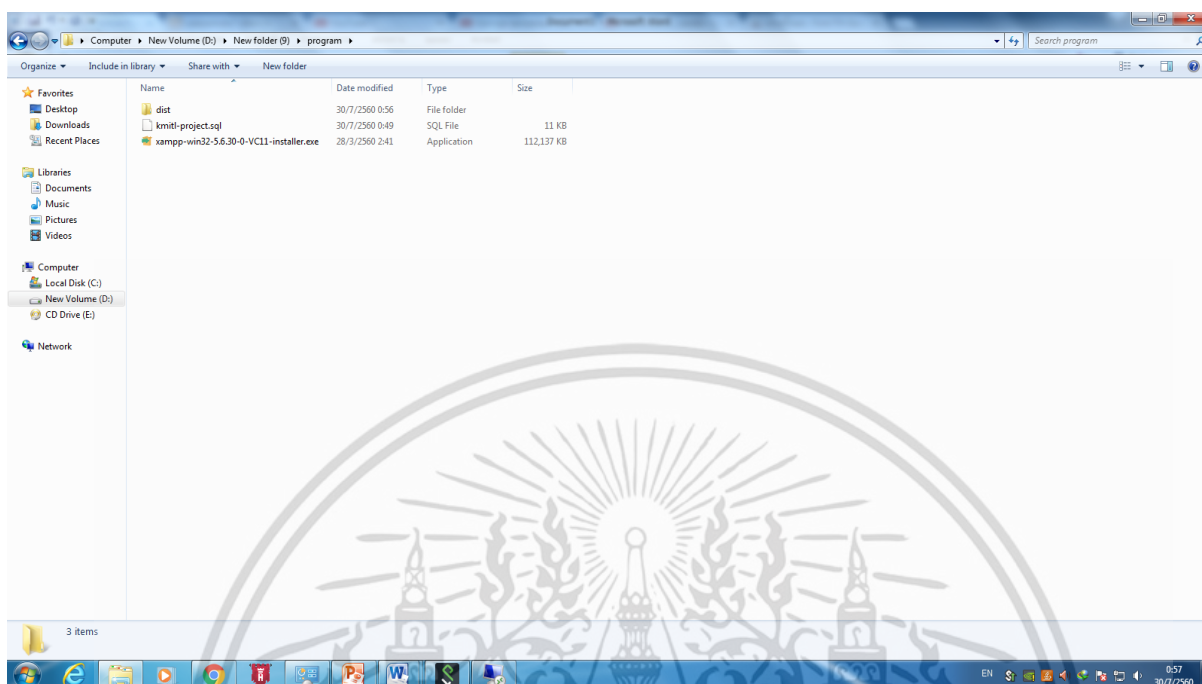 Computer ▸ New Volume (D:) ▸ New folder (9) ▸ program ▸
Search program
Organize Include in library Share with New folder
Name Date modified Type Size
Favorites
Desktop
Downloads
Recent Places
Libraries
Documents
Music
Pictures
Videos
Computer
Local Disk (C:)
New Volume (D:)
CD Drive (E:)
Network
dist 30/7/2560 0:56 File folder
kmitl-project.sql 30/7/2560 0:49 SQL File 11 KB
xampp-win32-5.6.30-0-VC11-installer.exe 28/3/2560 2:41 Application 112,137 KB
3 items
EN
0:57
30/7/2560